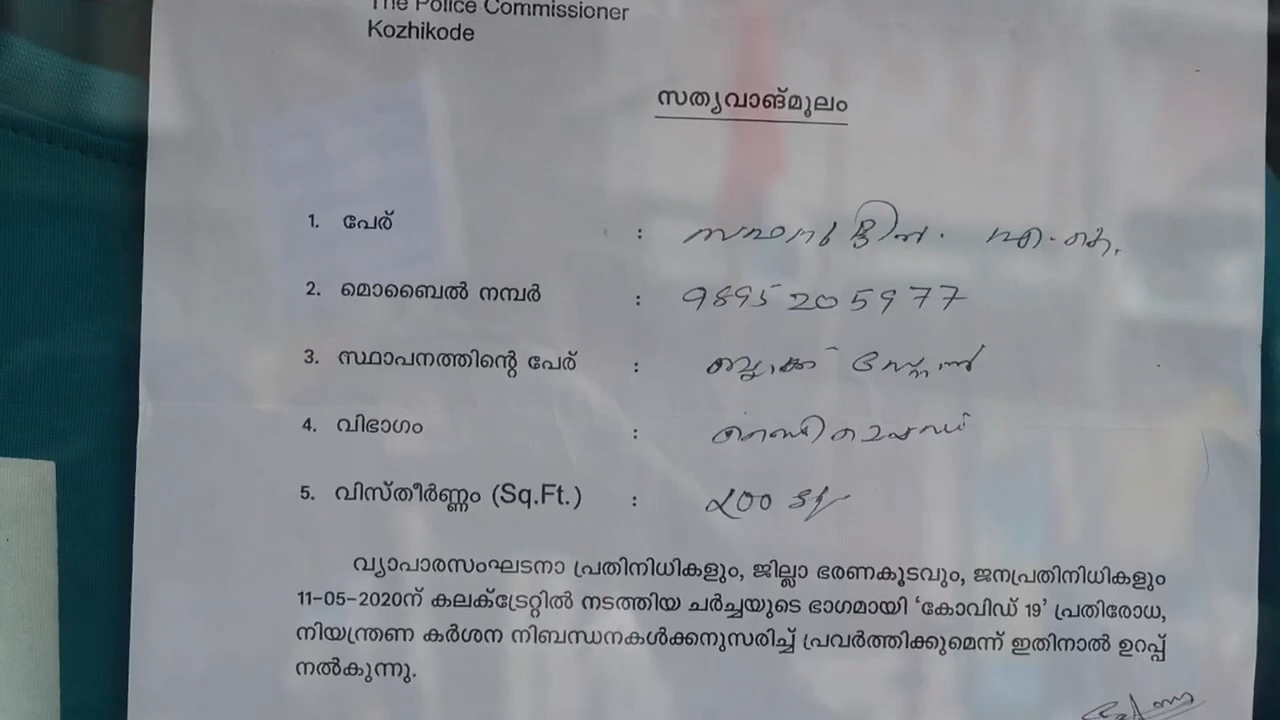 The Police Commissioner
Kozhikode
സത്യവാങ്മൂലം
1. പേര് :
2. മൊബൈൽ നമ്പർ : 9895205977
3. സ്ഥാപനത്തിന്റെ പേര് :
4. വിഭാഗം :
5. വിസ്തീർണ്ണം (Sq.Ft.) : 200
വ്യാപാരസംഘടനാ പ്രതിനിധികളും, ജില്ലാ ഭരണകൂടവും, ജനപ്രതിനിധികളും
11-05-2020ന് കലക്ട്രേറ്റിൽ നടത്തിയ ചർച്ചയുടെ ഭാഗമായി ‘കോവിഡ് 19’ പ്രതിരോധ,
നിയന്ത്രണ കർശന നിബന്ധനകൾക്കനുസരിച്ച് പ്രവർത്തിക്കുമെന്ന് ഇതിനാൽ ഉറപ്പ്
നൽകുന്നു.